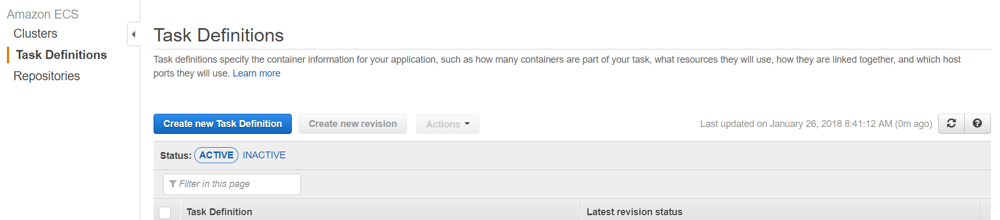 Amazon ECS
Clusters
Task Definitions
Repositories
Task Definitions
Task definitions specify the container information for your application, such as how many containers are part of your task, what resources they will use, how they are linked together, and which host
ports they will use. Learn more
Create new Task Definition Create new revision Actions Last updated on January 26, 2018 8:41:12 AM (0m ago)
Status: ACTIVE INACTIVE
Filter in this page
Task Definition Latest revision status